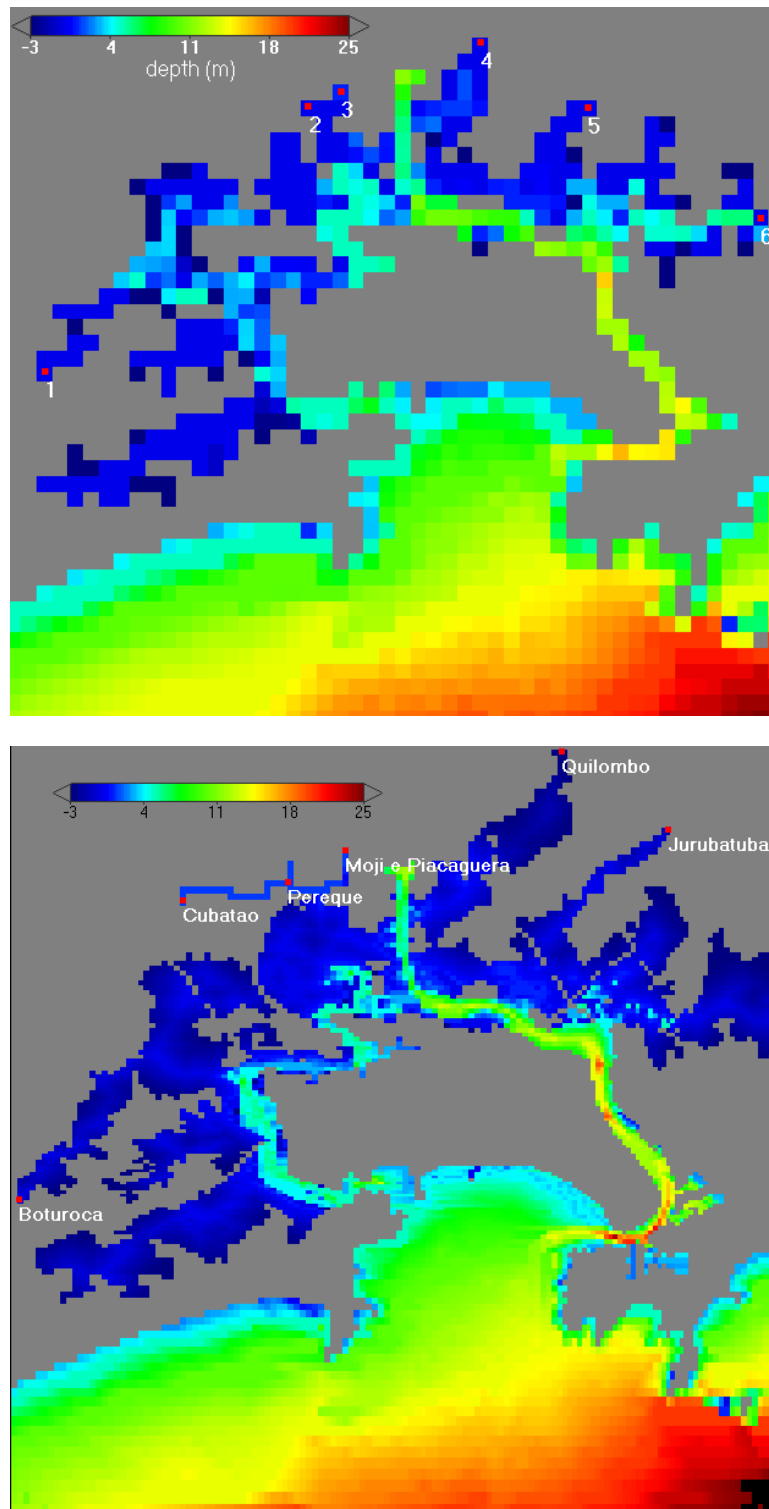 -3 4 11 18 25
depth (m)
4
3
2
5
6
1
-3 4 11 18 25
Quilombo
Jurubatuba
Moji e Piacaguera
Pereque
Cubatao
Boturoca